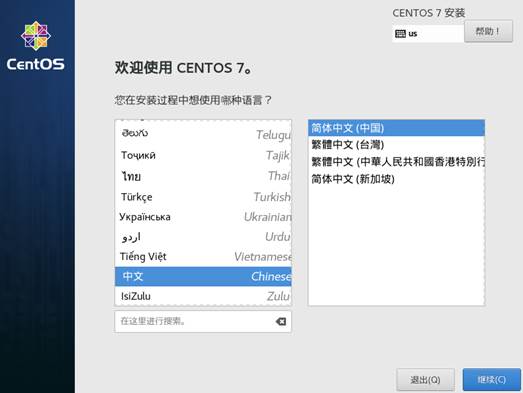 CENTOS 7 安装
us
帮助！
CentOS
欢迎使用 CENTOS 7。
您在安装过程中想使用哪种语言？
తెలుగు Telugu
Тоҷикӣ Tajik
ไทย Thai
Türkçe Turkish
Українська Ukrainian
اردو Urdu
Tiếng Việt Vietnamese
中文 Chinese
IsiZulu Zulu
简体中文 (中国)
繁體中文 (台灣)
繁體中文 (中華人民共和國香港特別行
简体中文 (新加坡)
在这里进行搜索。
退出(Q)
继续(C)